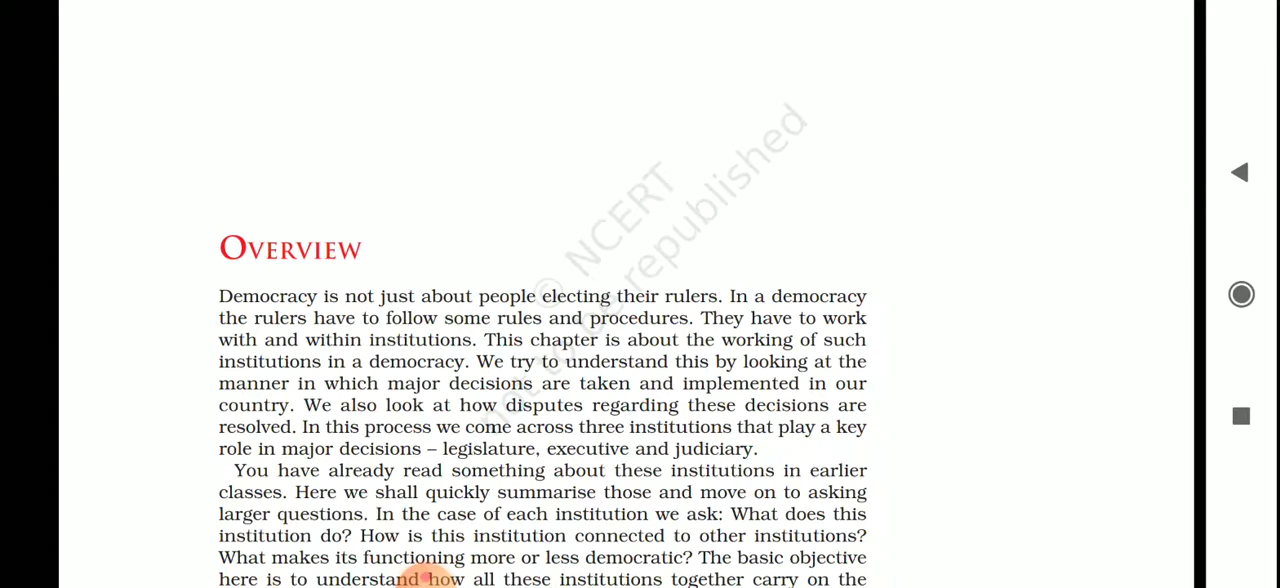 © NCERT
not to be republished
OVERVIEW
Democracy is not just about people electing their rulers. In a democracy
the rulers have to follow some rules and procedures. They have to work
with and within institutions. This chapter is about the working of such
institutions in a democracy. We try to understand this by looking at the
manner in which major decisions are taken and implemented in our
country. We also look at how disputes regarding these decisions are
resolved. In this process we come across three institutions that play a key
role in major decisions – legislature, executive and judiciary.
You have already read something about these institutions in earlier
classes. Here we shall quickly summarise those and move on to asking
larger questions. In the case of each institution we ask: What does this
institution do? How is this institution connected to other institutions?
What makes its functioning more or less democratic? The basic objective
here is to understand how all these institutions together carry on the